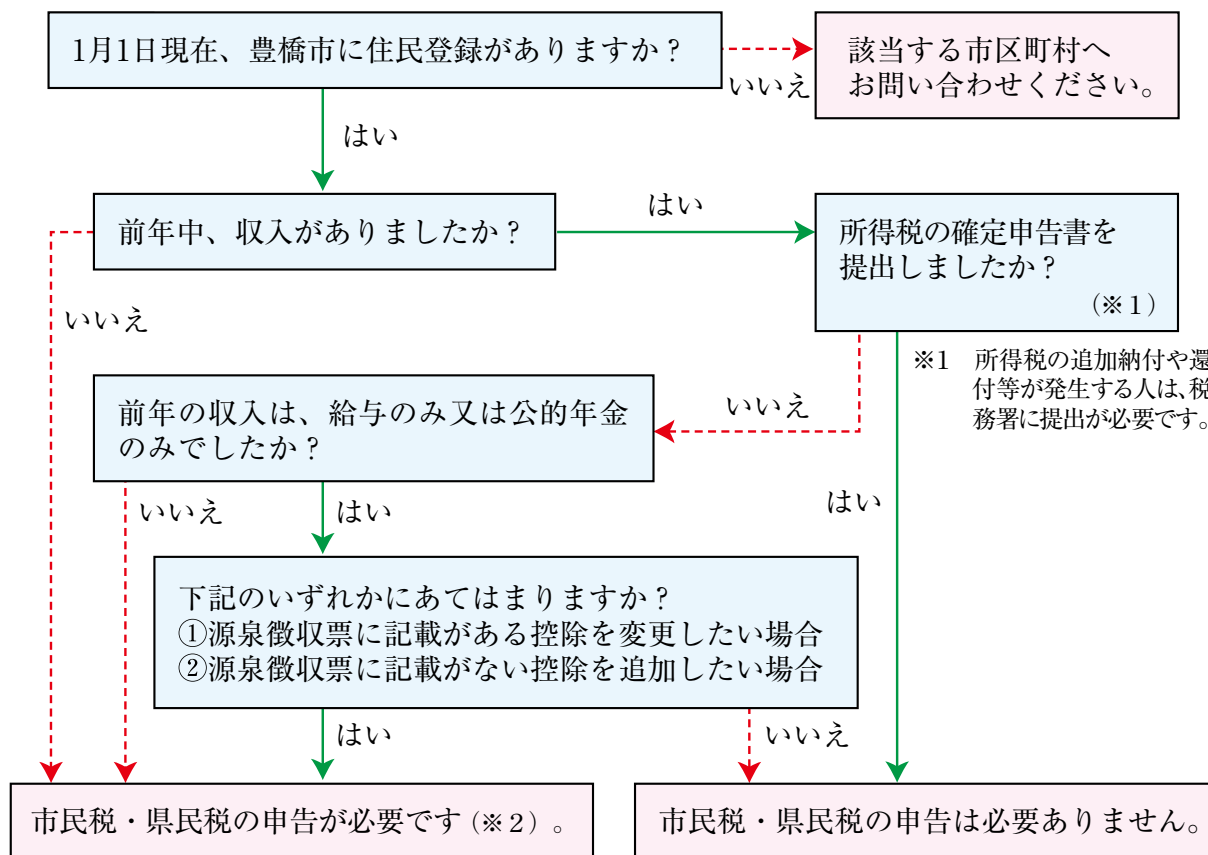 1月1日現在、豊橋市に住民登録がありますか？
いいえ
該当する市区町村へ
お問い合わせください。
はい
前年中、収入がありましたか？
はい
所得税の確定申告書を
提出しましたか？
（※１）
いいえ
※1　所得税の追加納付や還
付等が発生する人は、税
務署に提出が必要です。
前年の収入は、給与のみ又は公的年金
のみでしたか？
いいえ
いいえ
はい
はい
下記のいずれかにあてはまりますか？
①源泉徴収票に記載がある控除を変更したい場合
②源泉徴収票に記載がない控除を追加したい場合
はい
いいえ
市民税・県民税の申告が必要です（※２）。
市民税・県民税の申告は必要ありません。